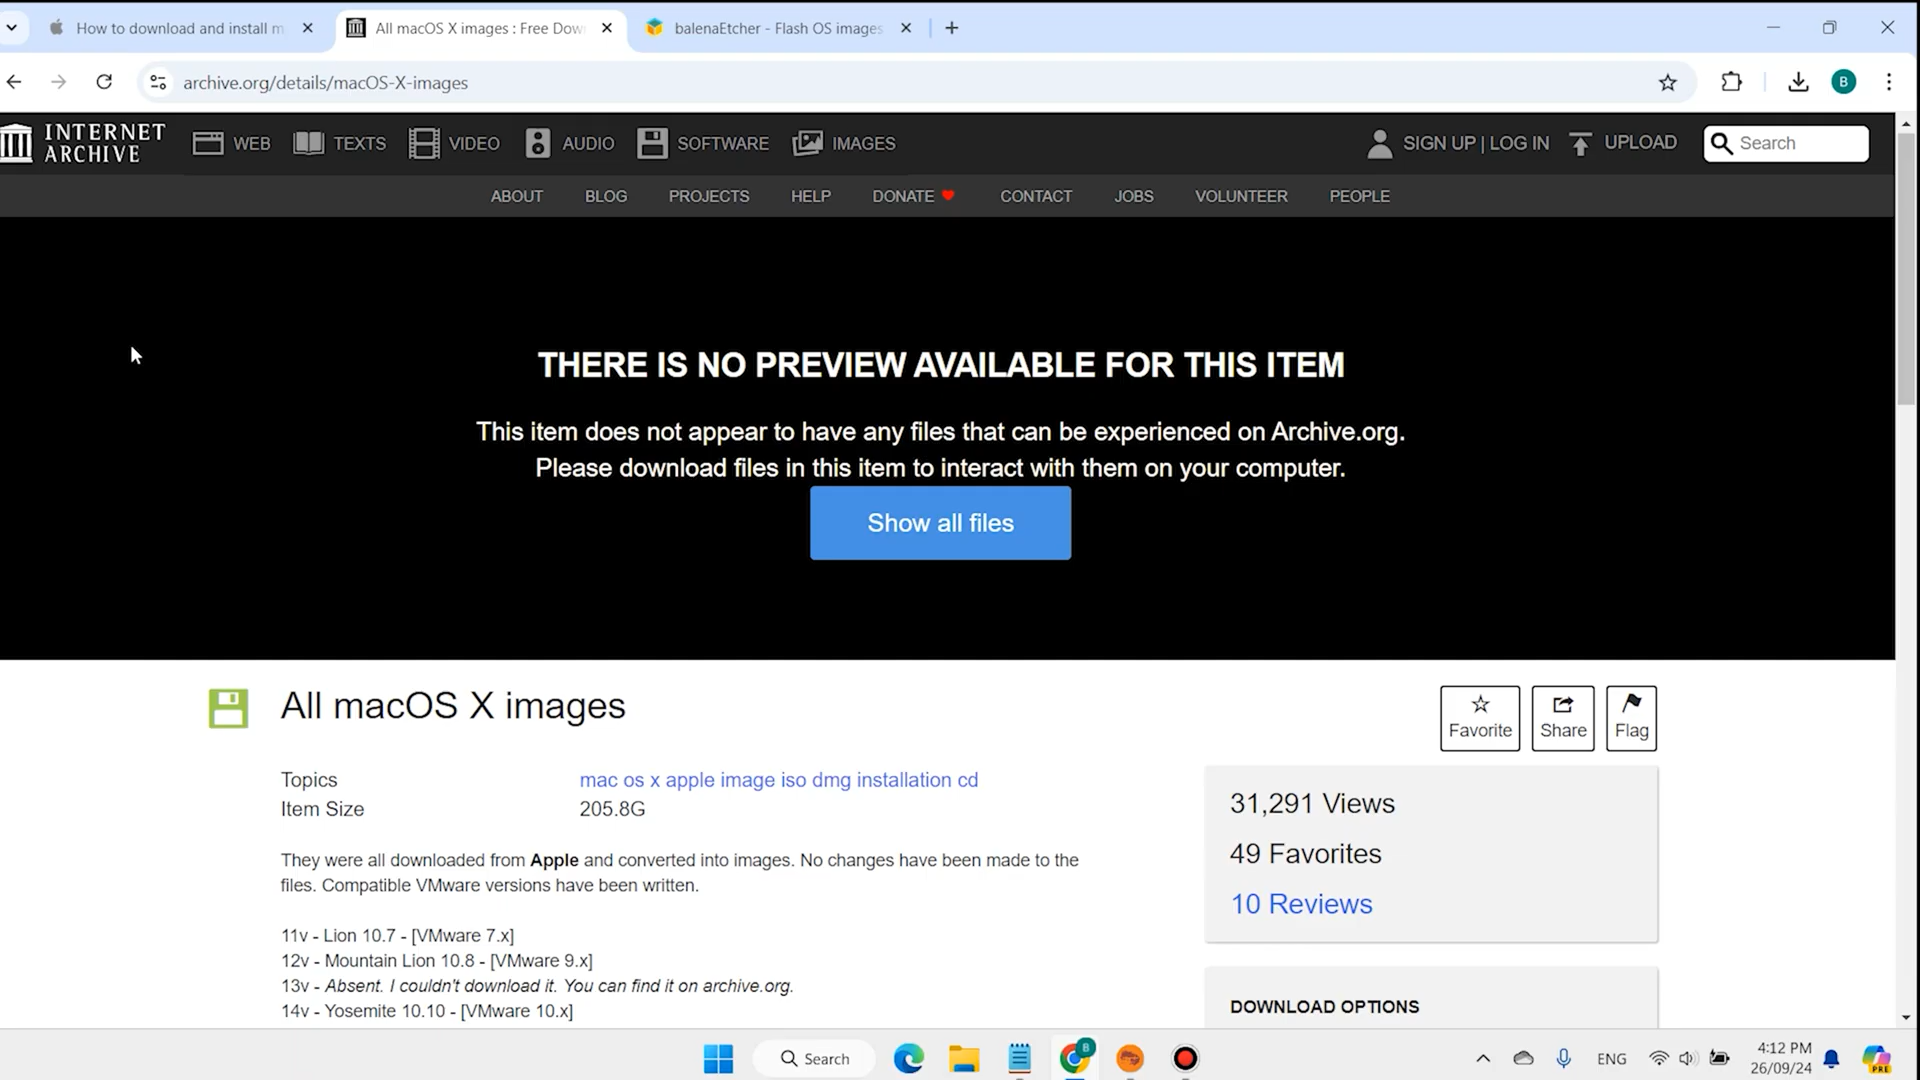 How to download and install m
All macOS X images : Free Dow
balenaEtcher - Flash OS images
archive.org/details/macOS-X-images
B
INTERNET
ARCHIVE
WEB
TEXTS
VIDEO
AUDIO
SOFTWARE
IMAGES
SIGN UP | LOG IN
UPLOAD
Search
ABOUT
BLOG
PROJECTS
HELP
DONATE
CONTACT
JOBS
VOLUNTEER
PEOPLE
THERE IS NO PREVIEW AVAILABLE FOR THIS ITEM
This item does not appear to have any files that can be experienced on Archive.org.
Please download files in this item to interact with them on your computer.
Show all files
All macOS X images
Favorite
Share
Flag
Topics
mac os x apple image iso dmg installation cd
Item Size
205.8G
They were all downloaded from Apple and converted into images. No changes have been made to the
files. Compatible VMware versions have been written.
11v - Lion 10.7 - [VMware 7.x]
12v - Mountain Lion 10.8 - [VMware 9.x]
13v - Absent. I couldn't download it. You can find it on archive.org.
14v - Yosemite 10.10 - [VMware 10.x]
31,291 Views
49 Favorites
10 Reviews
DOWNLOAD OPTIONS
Search
B
ENG
4:12 PM
26/09/24
PRE